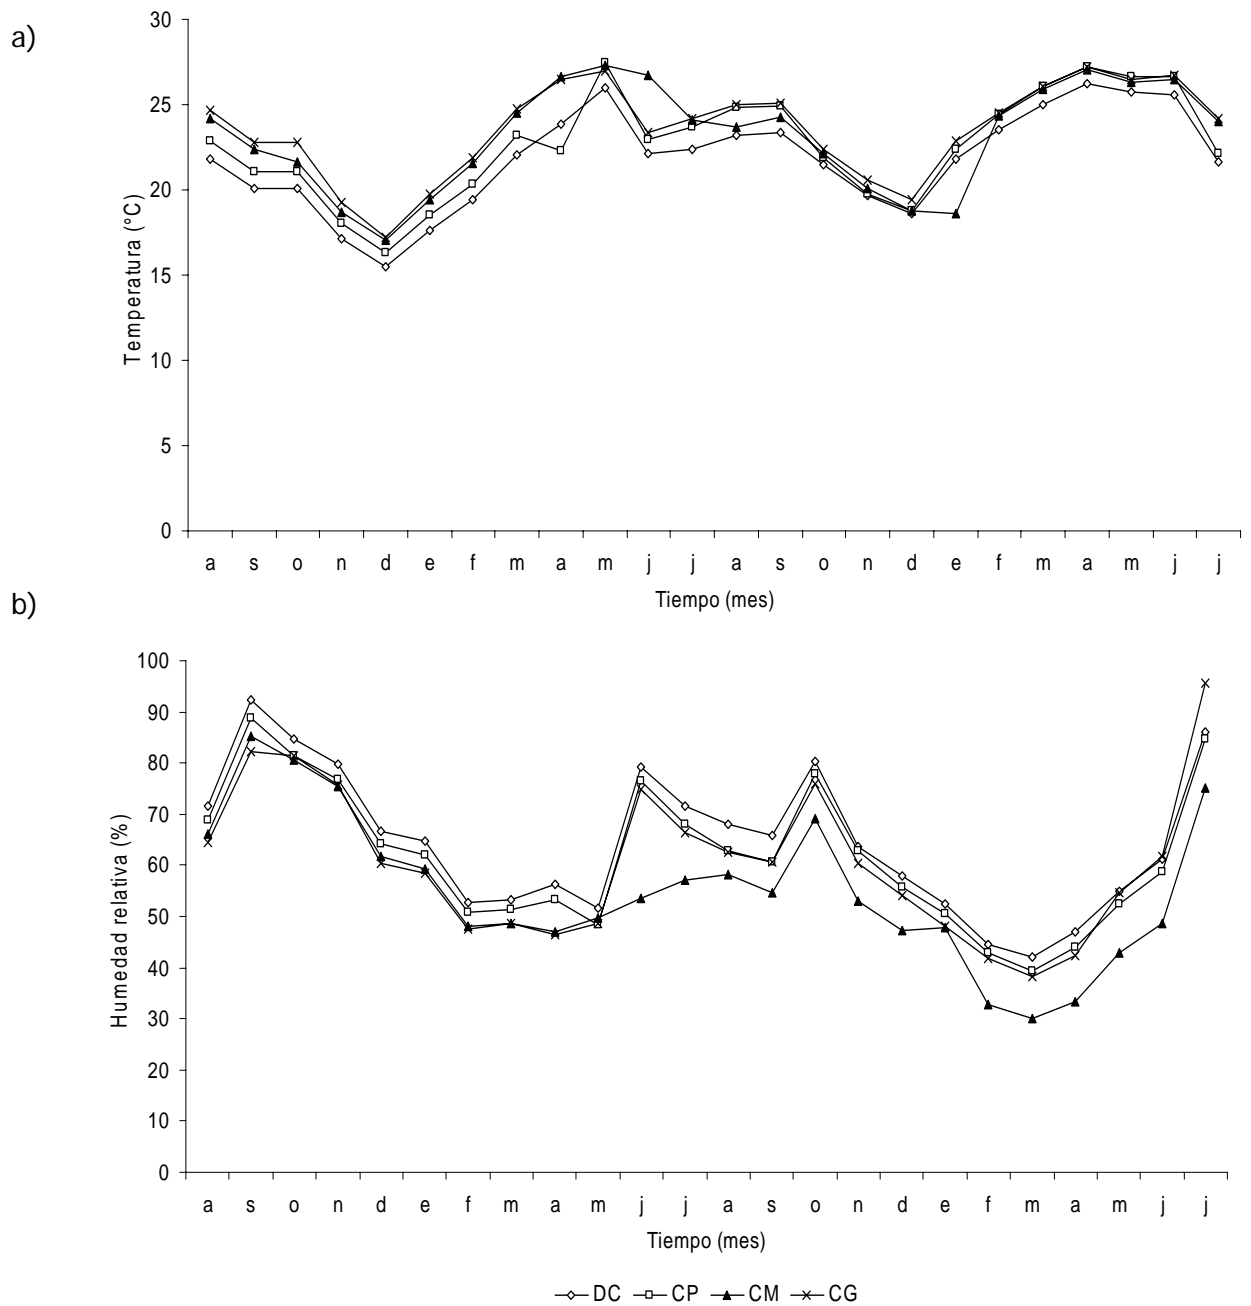 a)
30
25
20
15
10
5
0
Temperatura (°C)
a s o n d e f m a m j j a s o n d e f m a m j j
Tiempo (mes)
b)
100
90
80
70
60
50
40
30
20
10
0
Humedad relativa (%)
a s o n d e f m a m j j a s o n d e f m a m j j
Tiempo (mes)
DC CP CM CG